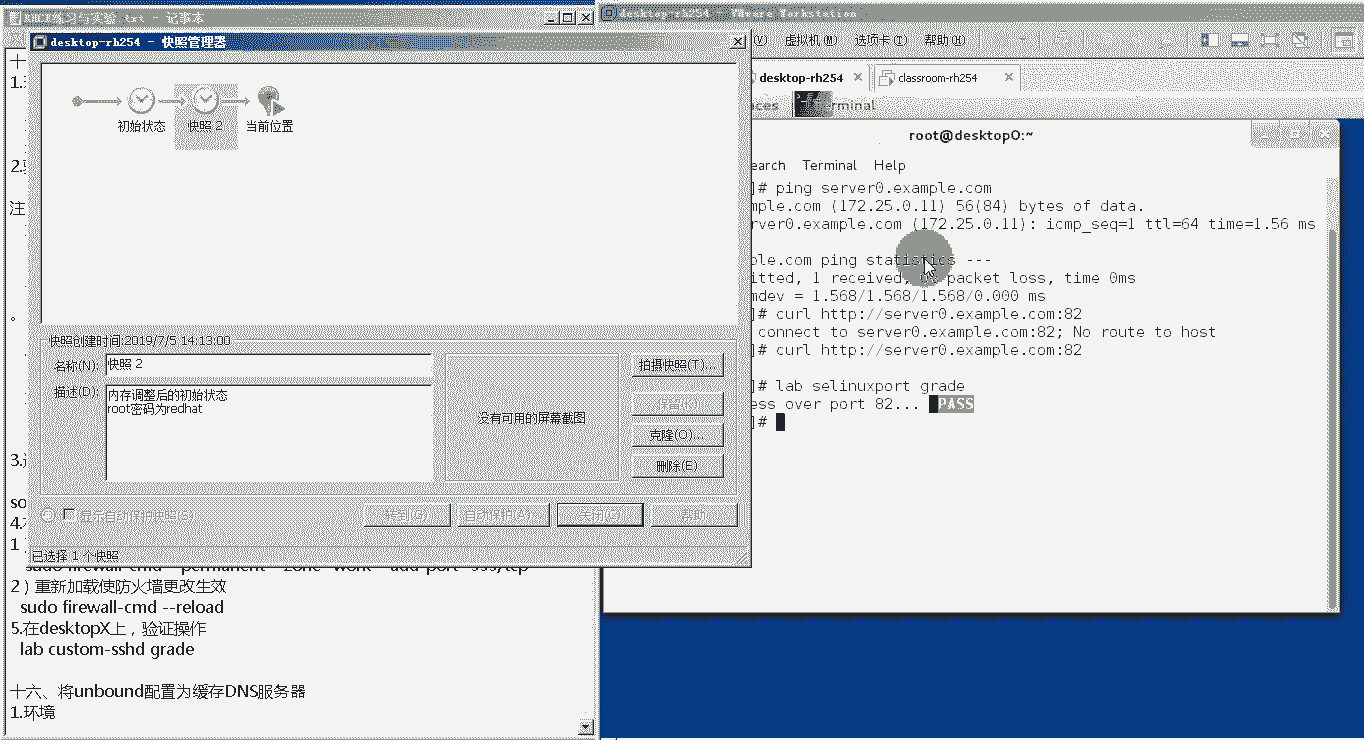 RHCE练习与实验 .txt - 记事本
desktop-rh254 - 快照管理器
初始状态
快照 2
当前位置
快照创建时间:2019/7/5 14:13:00
名称(N):
快照 2
描述(D):
内存调整后的初始状态
root密码为redhat
没有可用的屏幕截图
拍摄快照(T)...
保留(K)
克隆(O)...
删除(E)
显示自动保护快照(S)
转到(G)
自动保护(A)...
关闭(C)
帮助
已选择 1 个快照
十
1.
2.
注
。
3.
so
4.
1
sudo firewall-cmd --permanent --zone=work --add-port=999/tcp
2）重新加载使防火墙更改生效
sudo firewall-cmd --reload
5.在desktopX上，验证操作
lab custom-sshd grade
十六、将unbound配置为缓存DNS服务器
1.环境
desktop-rh254 - VMware Workstation
(V) 虚拟机(M) 选项卡(T) 帮助(H)
desktop-rh254
classroom-rh254
aces
Terminal
root@desktop0:~
earch Terminal Help
]# ping server0.example.com
mple.com (172.25.0.11) 56(84) bytes of data.
rver0.example.com (172.25.0.11): icmp_seq=1 ttl=64 time=1.56 ms
ple.com ping statistics ---
itted, 1 received, 0% packet loss, time 0ms
mdev = 1.568/1.568/1.568/0.000 ms
]# curl http://server0.example.com:82
connect to server0.example.com:82; No route to host
]# curl http://server0.example.com:82
]# lab selinuxport grade
ess over port 82... PASS
]#